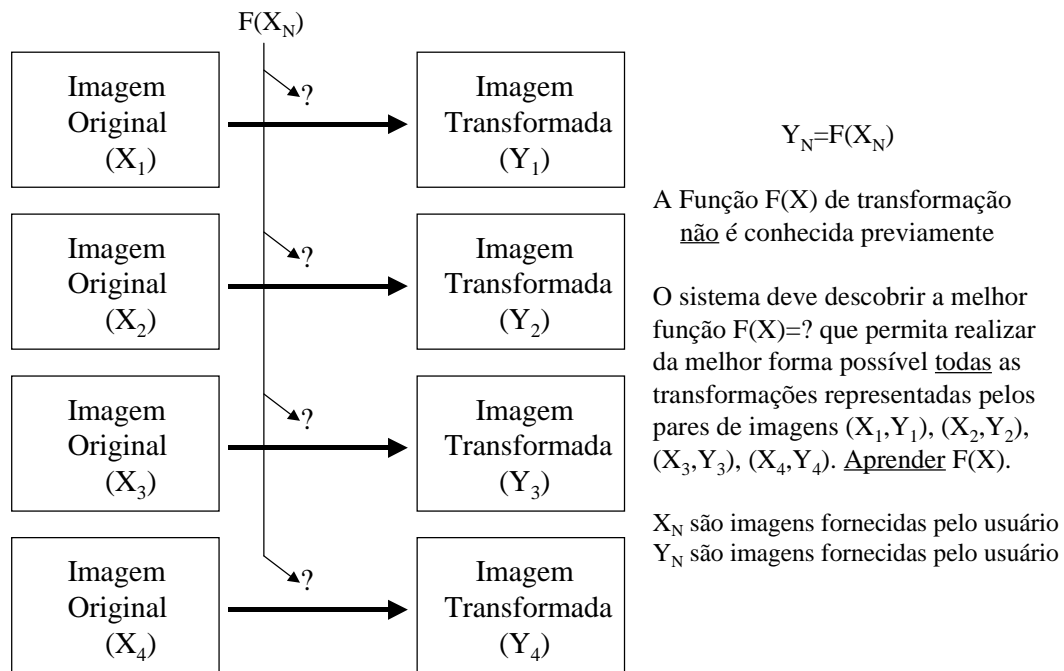 F(X_N)
Imagem
Original
(X_1)
?
Imagem
Transformada
(Y_1)
Imagem
Original
(X_2)
?
Imagem
Transformada
(Y_2)
Imagem
Original
(X_3)
?
Imagem
Transformada
(Y_3)
Imagem
Original
(X_4)
?
Imagem
Transformada
(Y_4)
Y_N=F(X_N)
A Função F(X) de transformação
não é conhecida previamente
O sistema deve descobrir a melhor
função F(X)=? que permita realizar
da melhor forma possível todas as
transformações representadas pelos
pares de imagens (X_1,Y_1), (X_2,Y_2),
(X_3,Y_3), (X_4,Y_4). Aprender F(X).
X_N são imagens fornecidas pelo usuário
Y_N são imagens fornecidas pelo usuário